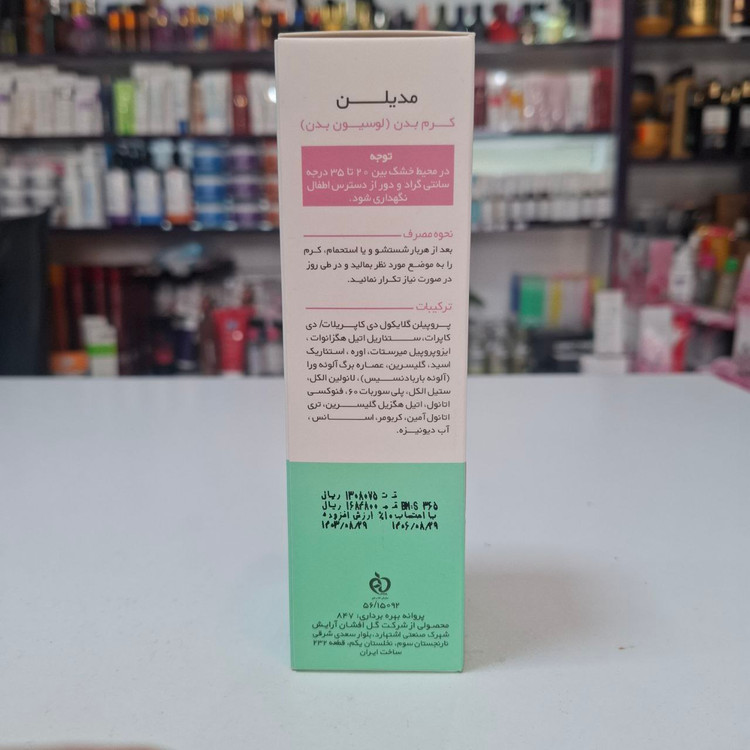 مدیلن
کرم بدن (لوسیون بدن)
توجه
در محیط خشک بین ۲۰ تا ۳۵ درجه
سانتی گراد و دور از دسترس اطفال
نگهداری شود.
نحوه مصرف
بعد از هربار شستشو و یا استحمام، کرم
را به موضع مورد نظر بمالید و در طی روز
در صورت نیاز تکرار نمائید.
ترکیبات
پروپیلن گلایکول دی کاپریلات/ دی
کاپرات، ستئاریل اتیل هگزانوات،
ایزوپروپیل میرستات، اوره، استئاریک
اسید، گلیسرین، عصاره برگ آلوئه ورا
(آلوئه باربادنسیس)، لانولین الکل،
ستیل الکل، پلی سوربات ۶۰، فنوکسی
اتانول، اتیل هگزیل گلیسرین، تری
اتانول آمین، کربومر، اسانس،
آب دیونیزه.
ق ت ۱۳۰۸۰۷۵ ریال
BN:S ۳۶۵ ق م ۱۶۸۴۸۰۰ ریال
با احتساب ۱۰٪ ارزش افزوده
۱۴۰۳/۰۸/۲۹ ۱۴۰۶/۰۸/۲۹
۵۶/۱۵۰۹۲
پروانه بهره برداری: ۸۴۷
محصولی از شرکت گل افشان آرایش
شهرک صنعتی اشتهارد، بلوار سعدی شرقی
نارنجستان سوم، نخلستان یکم، قطعه ۲۳۲
ساخت ایران